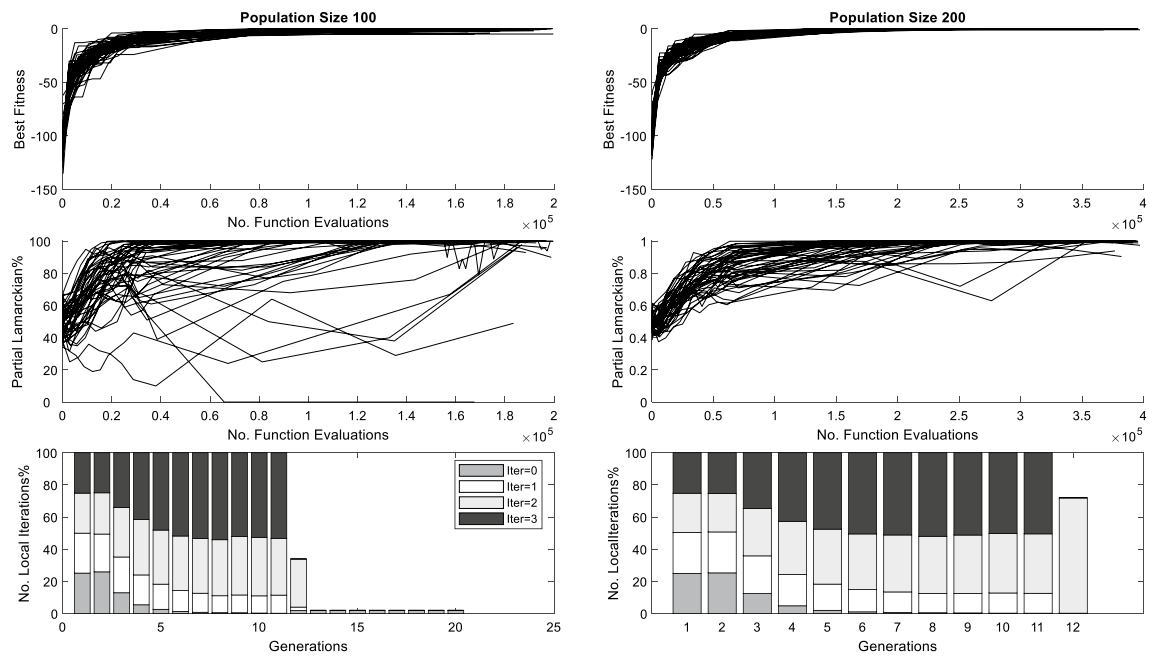 Population Size 100
0
-50
-100
-150
Best Fitness
0 0.2 0.4 0.6 0.8 1 1.2 1.4 1.6 1.8 2
No. Function Evaluations
×10^5
Population Size 200
0
-50
-100
-150
Best Fitness
0 0.5 1 1.5 2 2.5 3 3.5 4
No. Function Evaluations
×10^5
100
80
60
40
20
0
Partial Lamarckian%
0 0.2 0.4 0.6 0.8 1 1.2 1.4 1.6 1.8 2
No. Function Evaluations
×10^5
1
0.8
0.6
0.4
0.2
0
Partial Lamarckian%
0 0.5 1 1.5 2 2.5 3 3.5 4
No. Function Evaluations
×10^5
100
80
60
40
20
0
No. Local Iterations%
Iter=0
Iter=1
Iter=2
Iter=3
0 5 10 15 20 25
Generations
100
80
60
40
20
0
No. LocalIterations%
1 2 3 4 5 6 7 8 9 10 11 12
Generations